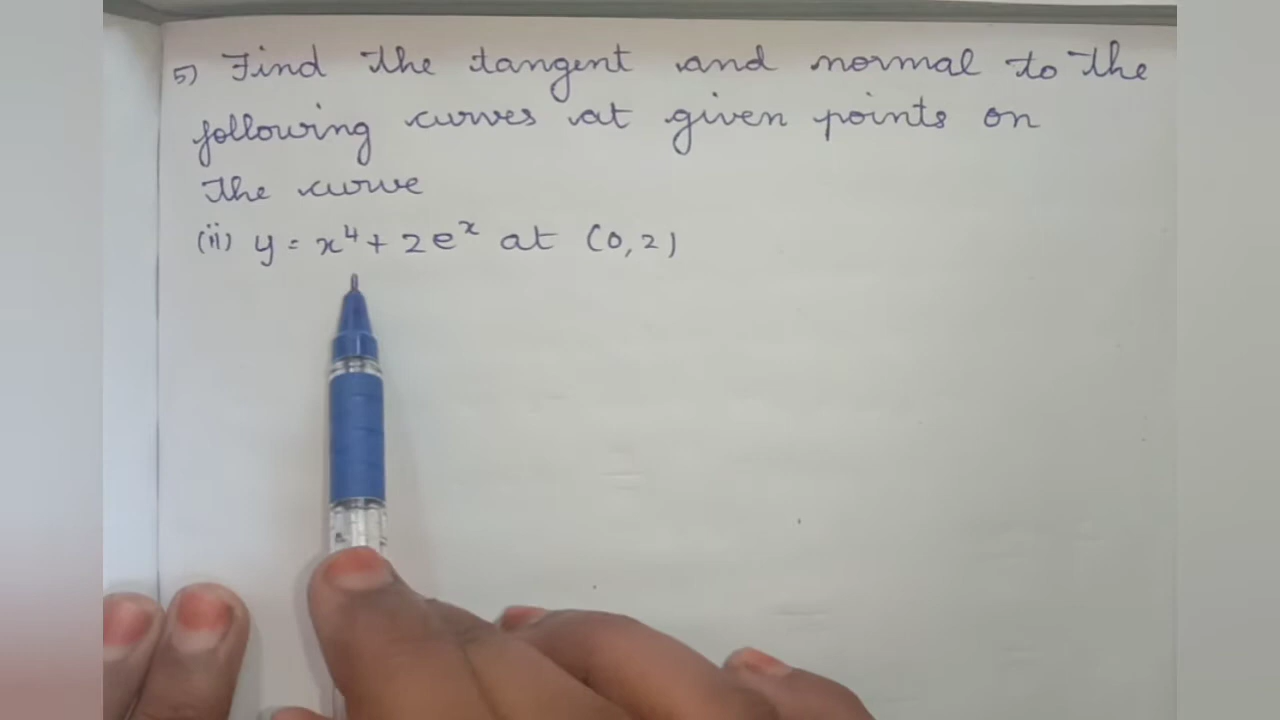 5) Find the tangent and normal to the
following curves at given points on
the curve
(ii) y = x⁴ + 2eˣ at (0,2)